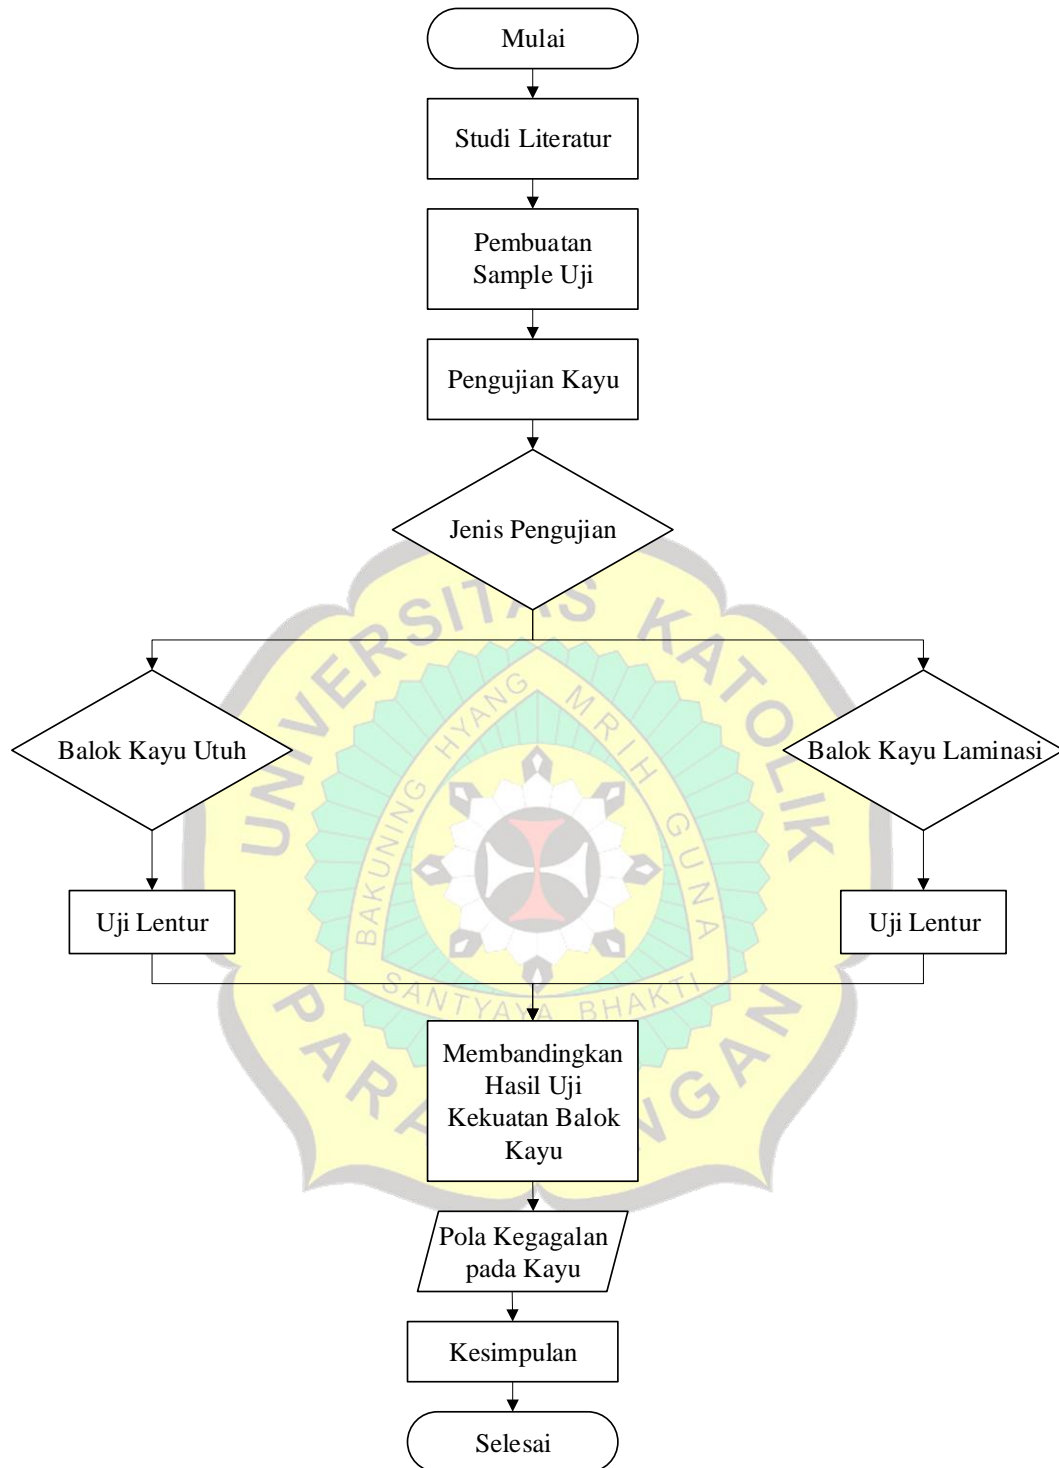 Mulai
Studi Literatur
Pembuatan
Sample Uji
Pengujian Kayu
Jenis Pengujian
UNIVERSITAS KATOLIK
BAKUNING HYANG MRIH GUNA
SANTYAYA BHAKTI
Balok Kayu Utuh
Balok Kayu Laminasi
Uji Lentur
Uji Lentur
Membandingkan
Hasil Uji
Kekuatan Balok
Kayu
Pola Kegagalan
pada Kayu
Kesimpulan
Selesai